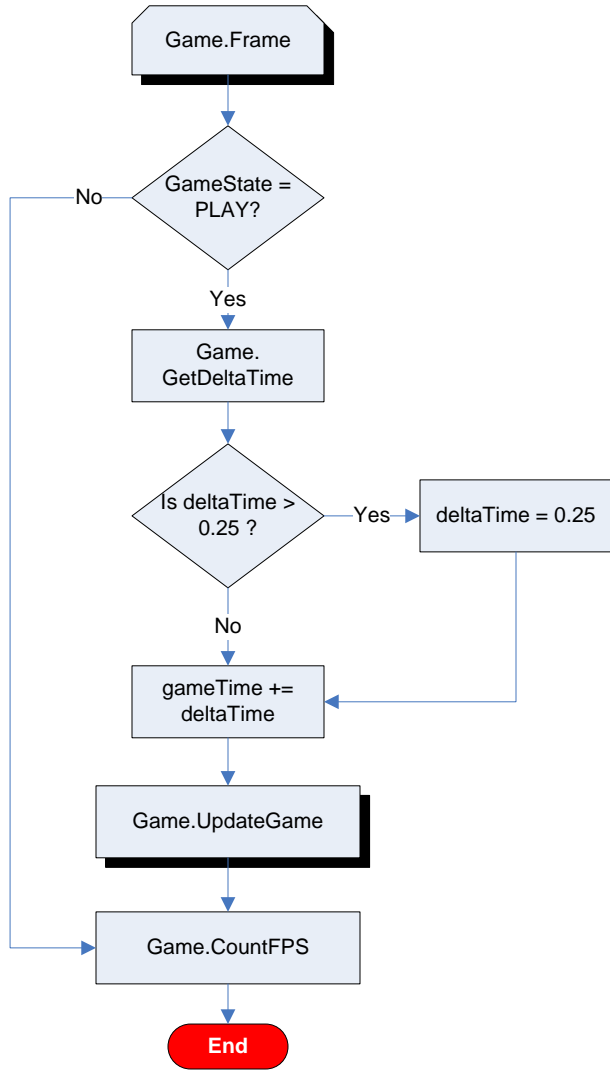 Game.Frame
GameState =
PLAY?
No
Yes
Game.
GetDeltaTime
Is deltaTime >
0.25 ?
Yes
deltaTime = 0.25
No
gameTime +=
deltaTime
Game.UpdateGame
Game.CountFPS
End